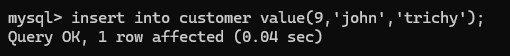 mysql> insert into customer value(9,'john','trichy');
Query OK, 1 row affected (0.04 sec)